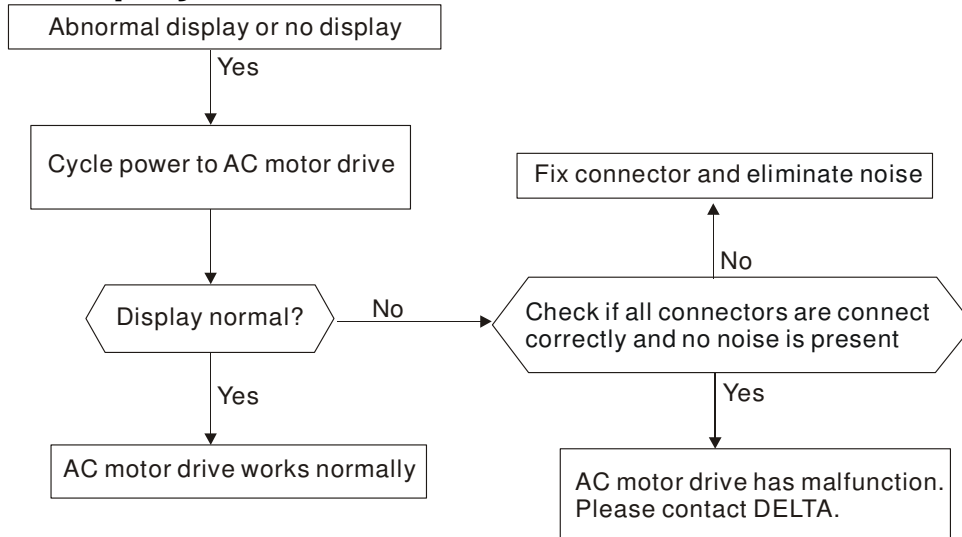 Abnormal display or no display
Yes
Cycle power to AC motor drive
Display normal?
No
Yes
AC motor drive works normally
Fix connector and eliminate noise
No
Check if all connectors are connect
correctly and no noise is present
Yes
AC motor drive has malfunction.
Please contact DELTA.